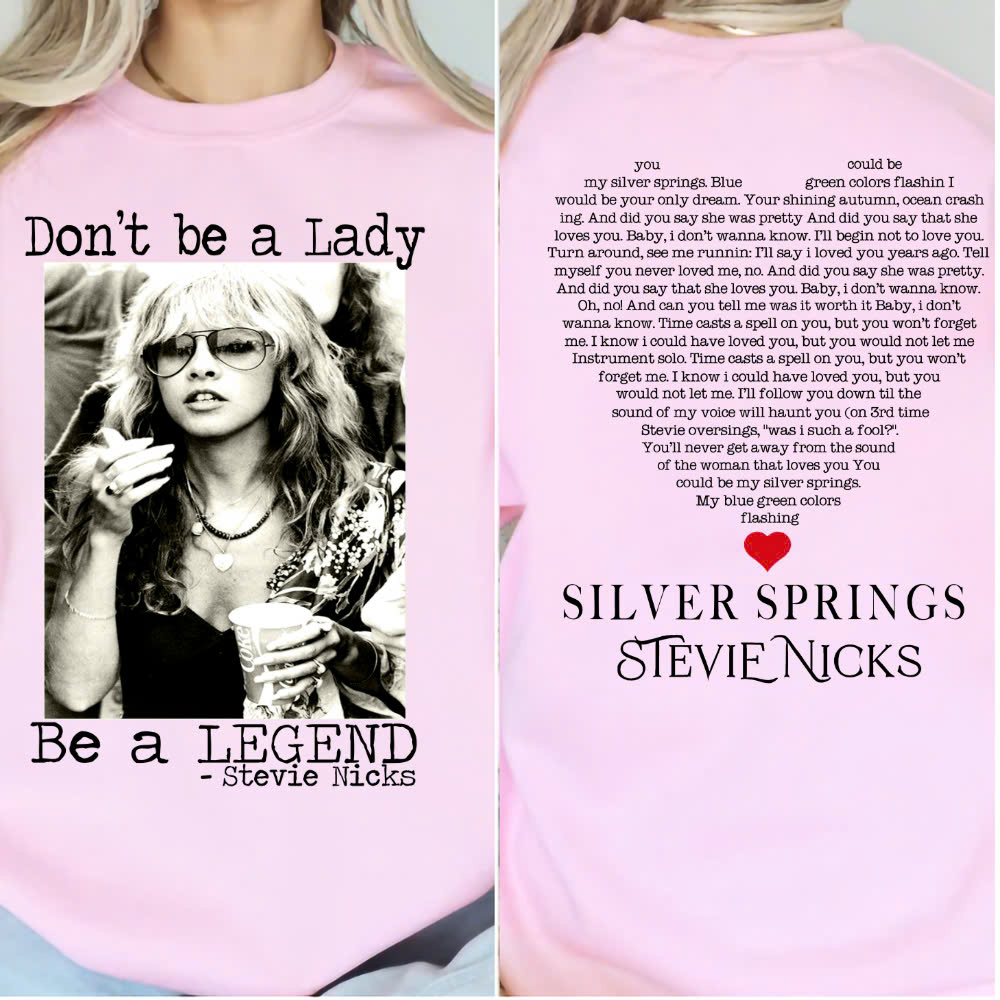 Don't be a Lady
COKE
Be a LEGEND
- Stevie Nicks
you could be
my silver springs. Blue green colors flashin I
would be your only dream. Your shining autumn, ocean crash
ing. And did you say she was pretty And did you say that she
loves you. Baby, i don't wanna know. I'll begin not to love you.
Turn around, see me runnin: I'll say i loved you years ago. Tell
myself you never loved me, no. And did you say she was pretty.
And did you say that she loves you. Baby, i don't wanna know.
Oh, no! And can you tell me was it worth it Baby, i don't
wanna know. Time casts a spell on you, but you won't forget
me. I know i could have loved you, but you would not let me
Instrument solo. Time casts a spell on you, but you won't
forget me. I know i could have loved you, but you
would not let me. I'll follow you down til the
sound of my voice will haunt you (on 3rd time
Stevie oversings, "was i such a fool?".
You'll never get away from the sound
of the woman that loves you You
could be my silver springs.
My blue green colors
flashing
SILVER SPRINGS
STEVIE NICKS